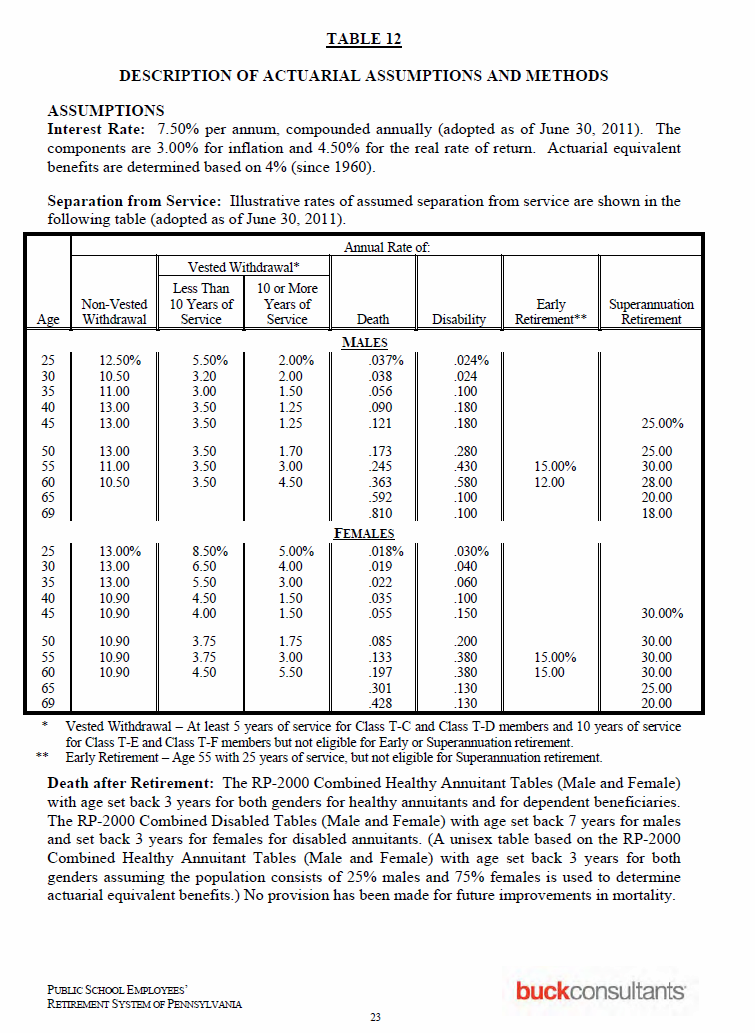 TABLE 12
DESCRIPTION OF ACTUARIAL ASSUMPTIONS AND METHODS
ASSUMPTIONS
Interest Rate: 7.50% per annum, compounded annually (adopted as of June 30, 2011). The
components are 3.00% for inflation and 4.50% for the real rate of return. Actuarial equivalent
benefits are determined based on 4% (since 1960).
Separation from Service: Illustrative rates of assumed separation from service are shown in the
following table (adopted as of June 30, 2011).
Annual Rate of:
Vested Withdrawal*
Less Than 10 or More
Non-Vested 10 Years of Years of Early Superannuation
Age Withdrawal Service Service Death Disability Retirement** Retirement
MALES
25 12.50% 5.50% 2.00% .037% .024%
30 10.50 3.20 2.00 .038 .024
35 11.00 3.00 1.50 .056 .100
40 13.00 3.50 1.25 .090 .180
45 13.00 3.50 1.25 .121 .180 25.00%
50 13.00 3.50 1.70 .173 .280 25.00
55 11.00 3.50 3.00 .245 .430 15.00% 30.00
60 10.50 3.50 4.50 .363 .580 12.00 28.00
65 .592 .100 20.00
69 .810 .100 18.00
FEMALES
25 13.00% 8.50% 5.00% .018% .030%
30 13.00 6.50 4.00 .019 .040
35 13.00 5.50 3.00 .022 .060
40 10.90 4.50 1.50 .035 .100
45 10.90 4.00 1.50 .055 .150 30.00%
50 10.90 3.75 1.75 .085 .200 30.00
55 10.90 3.75 3.00 .133 .380 15.00% 30.00
60 10.90 4.50 5.50 .197 .380 15.00 30.00
65 .301 .130 25.00
69 .428 .130 20.00
* Vested Withdrawal – At least 5 years of service for Class T-C and Class T-D members and 10 years of service
for Class T-E and Class T-F members but not eligible for Early or Superannuation retirement.
** Early Retirement – Age 55 with 25 years of service, but not eligible for Superannuation retirement.
Death after Retirement: The RP-2000 Combined Healthy Annuitant Tables (Male and Female)
with age set back 3 years for both genders for healthy annuitants and for dependent beneficiaries.
The RP-2000 Combined Disabled Tables (Male and Female) with age set back 7 years for males
and set back 3 years for females for disabled annuitants. (A unisex table based on the RP-2000
Combined Healthy Annuitant Tables (Male and Female) with age set back 3 years for both
genders assuming the population consists of 25% males and 75% females is used to determine
actuarial equivalent benefits.) No provision has been made for future improvements in mortality.
PUBLIC SCHOOL EMPLOYEES'
RETIREMENT SYSTEM OF PENNSYLVANIA
buckconsultants
23